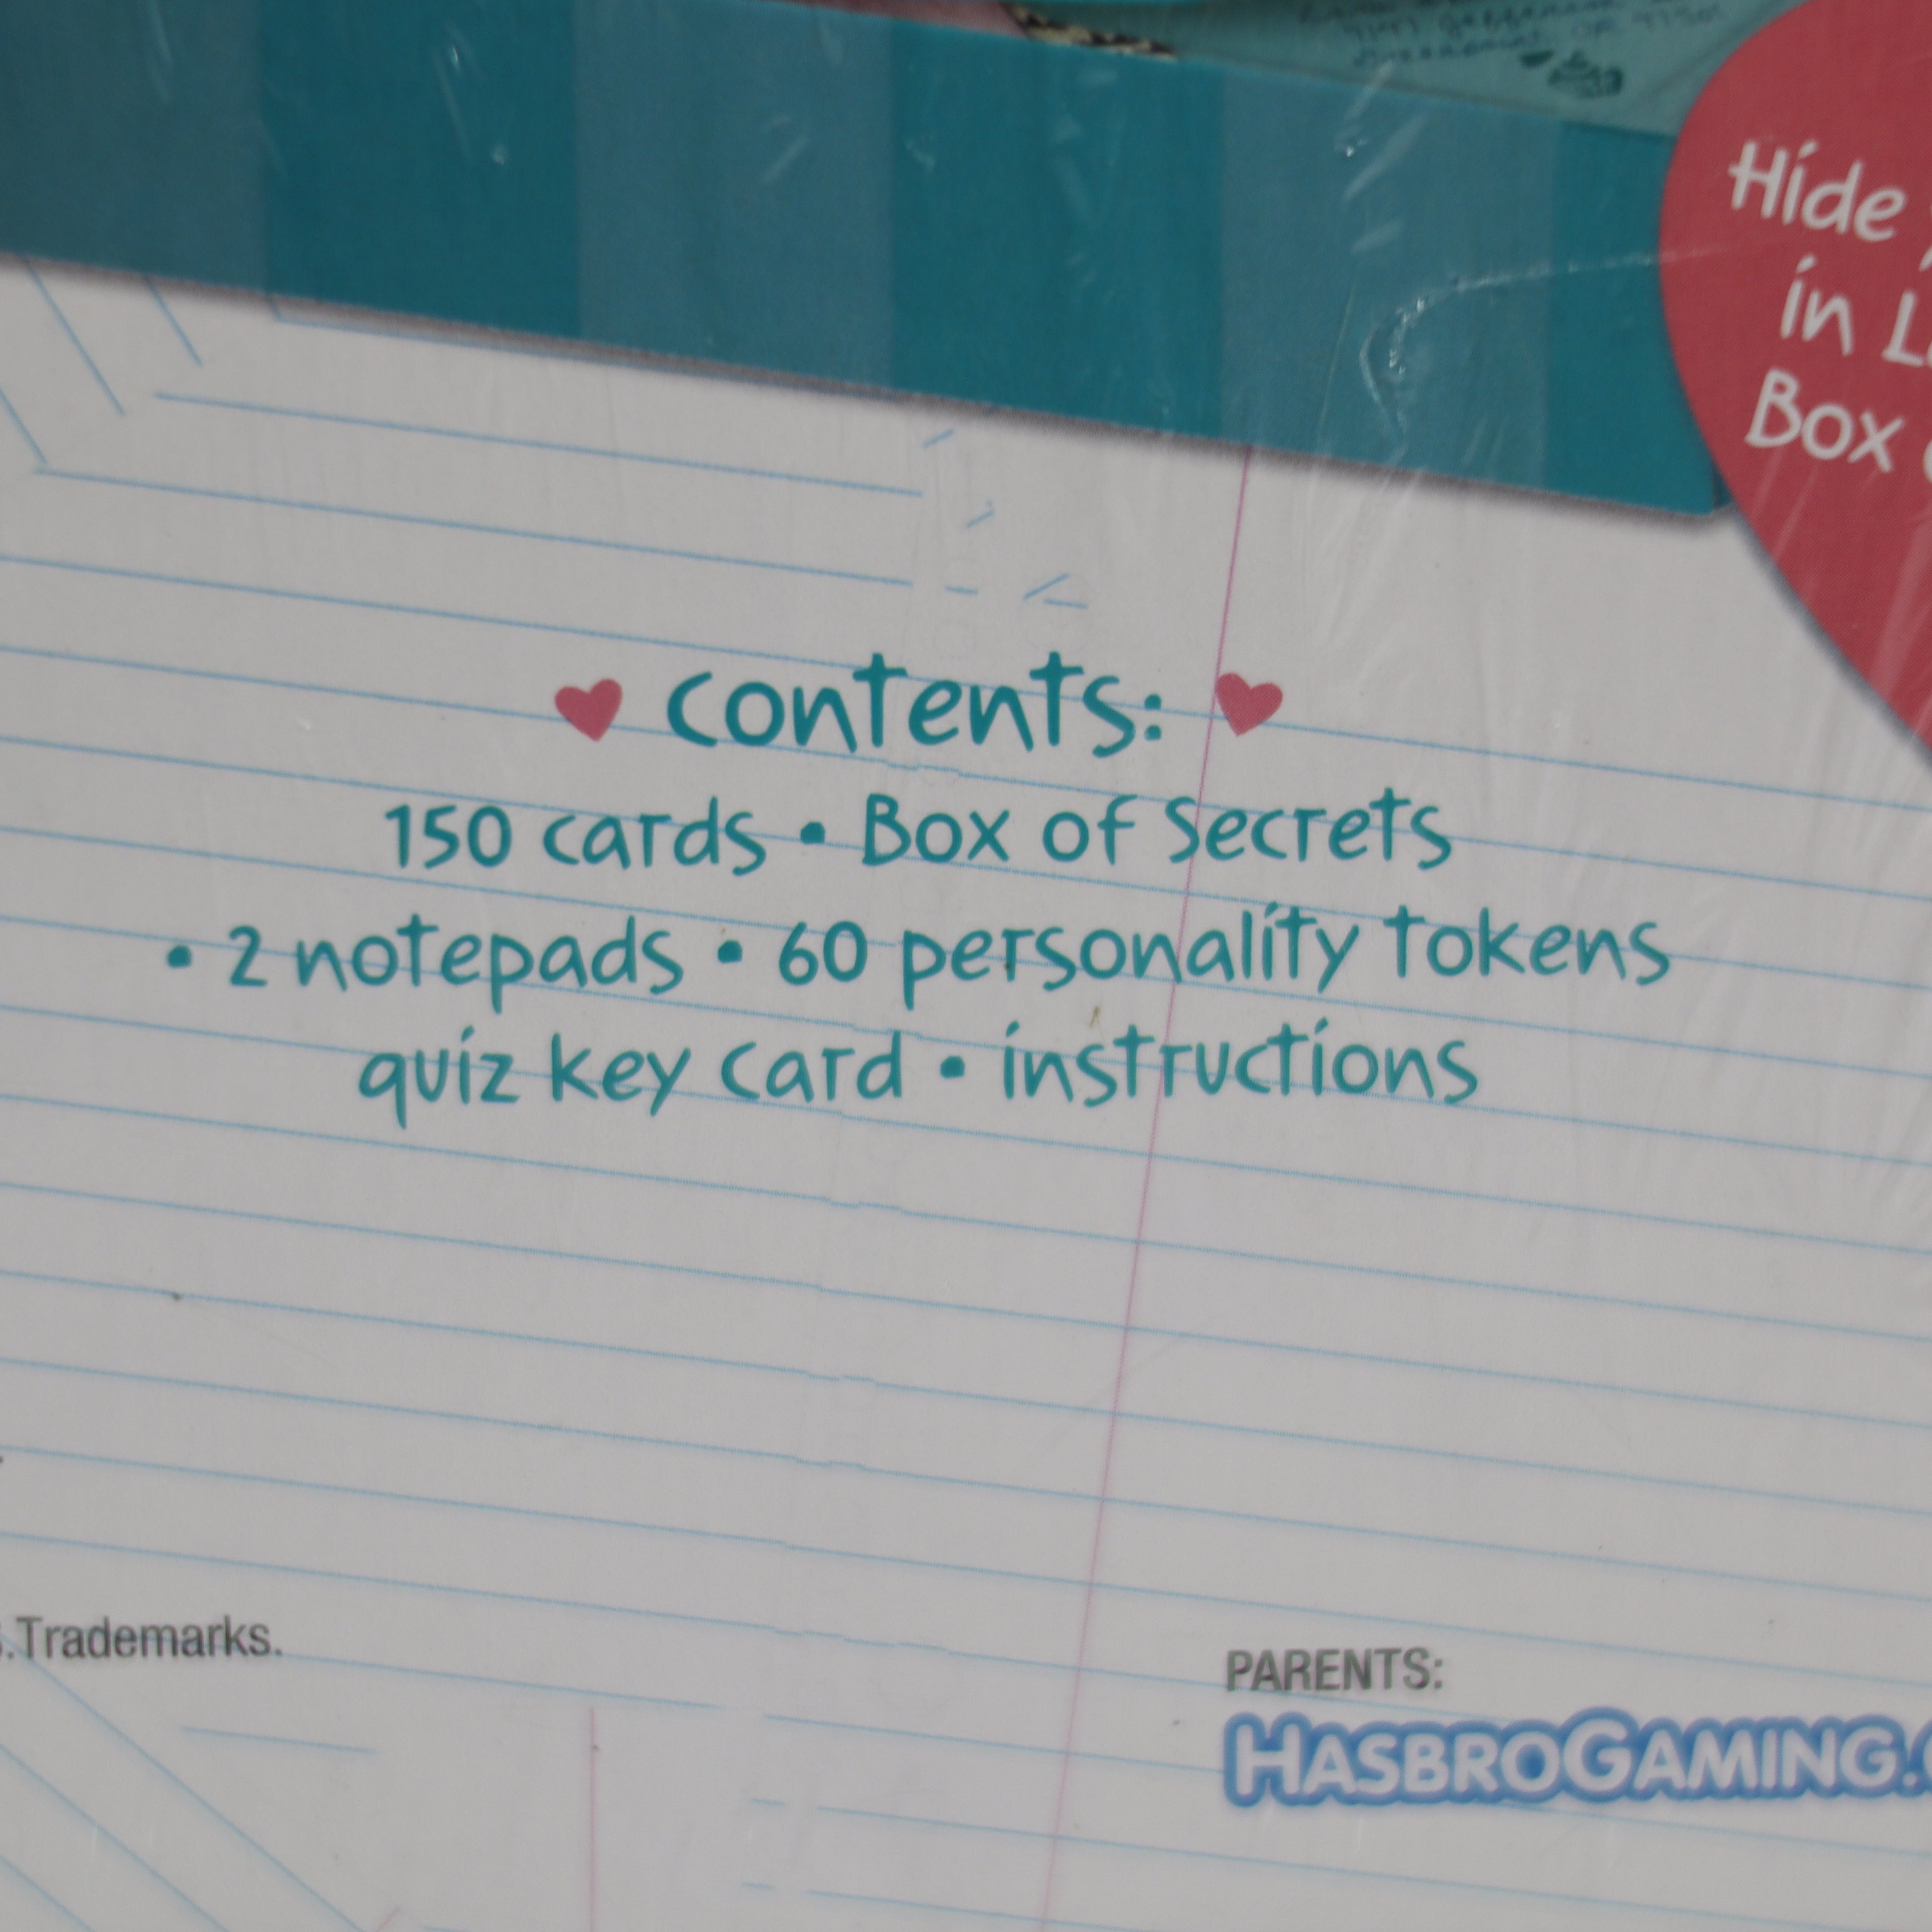 Hide
in
Box
contents:
150 cards • Box of Secrets
• 2 notepads • 60 personality tokens
quiz key card • instructions
.Trademarks.
PARENTS:
HASBROGAMING.